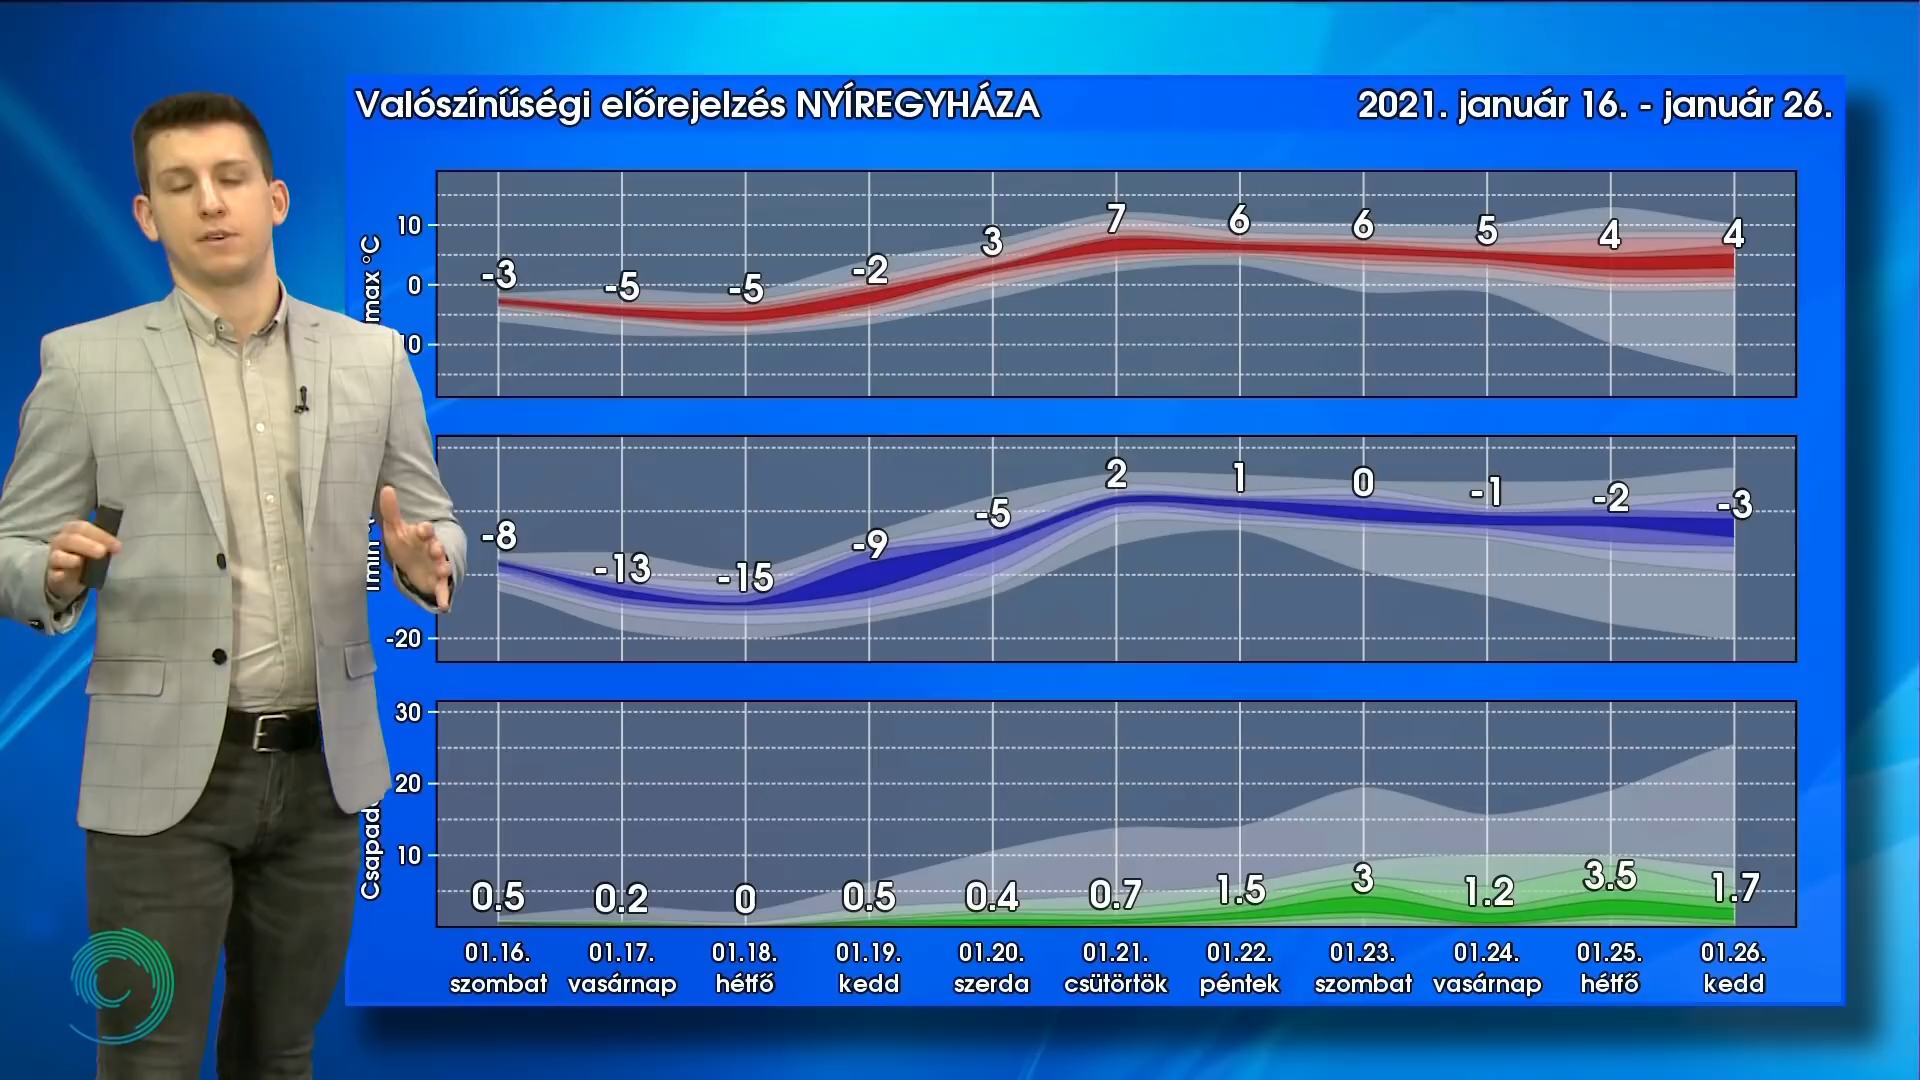 Valószínűségi előrejelzés NYÍREGYHÁZA
2021. január 16. - január 26.
max °C
10
0
-3 -5 -5 -2 3 7 6 6 5 4 4
-8 -13 -15 -9 -5 2 1 0 -1 -2 -3
-20
Csapad
30
20
10
0.5 0.2 0 0.5 0.4 0.7 1.5 3 1.2 3.5 1.7
01.16. 01.17. 01.18. 01.19. 01.20. 01.21. 01.22. 01.23. 01.24. 01.25. 01.26.
szombat vasárnap hétfő kedd szerda csütörtök péntek szombat vasárnap hétfő kedd